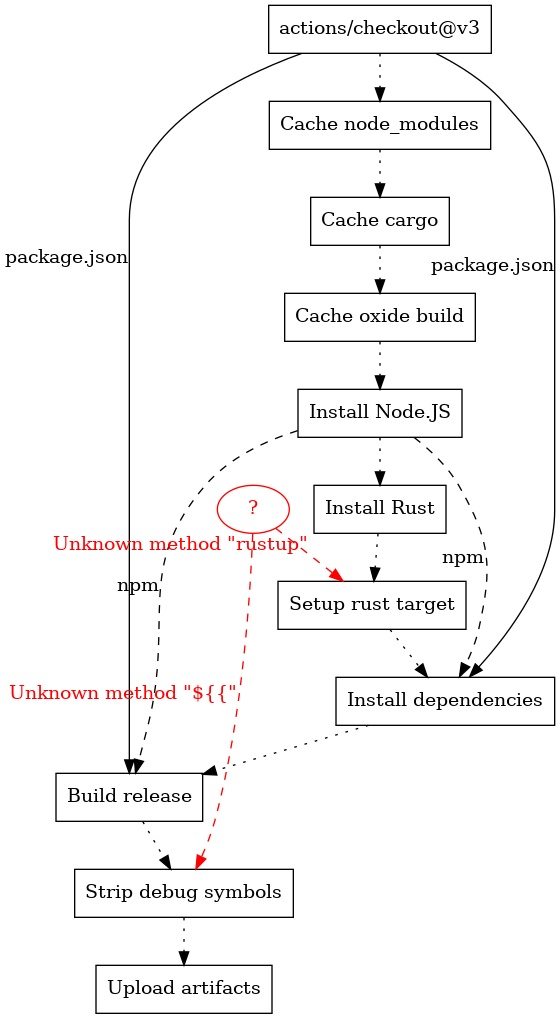 actions/checkout@v3
Cache node_modules
Cache cargo
package.json
package.json
Cache oxide build
Install Node.JS
?
Install Rust
Unknown method "rustup"
npm
npm
Setup rust target
Unknown method "${{"
Install dependencies
Build release
Strip debug symbols
Upload artifacts